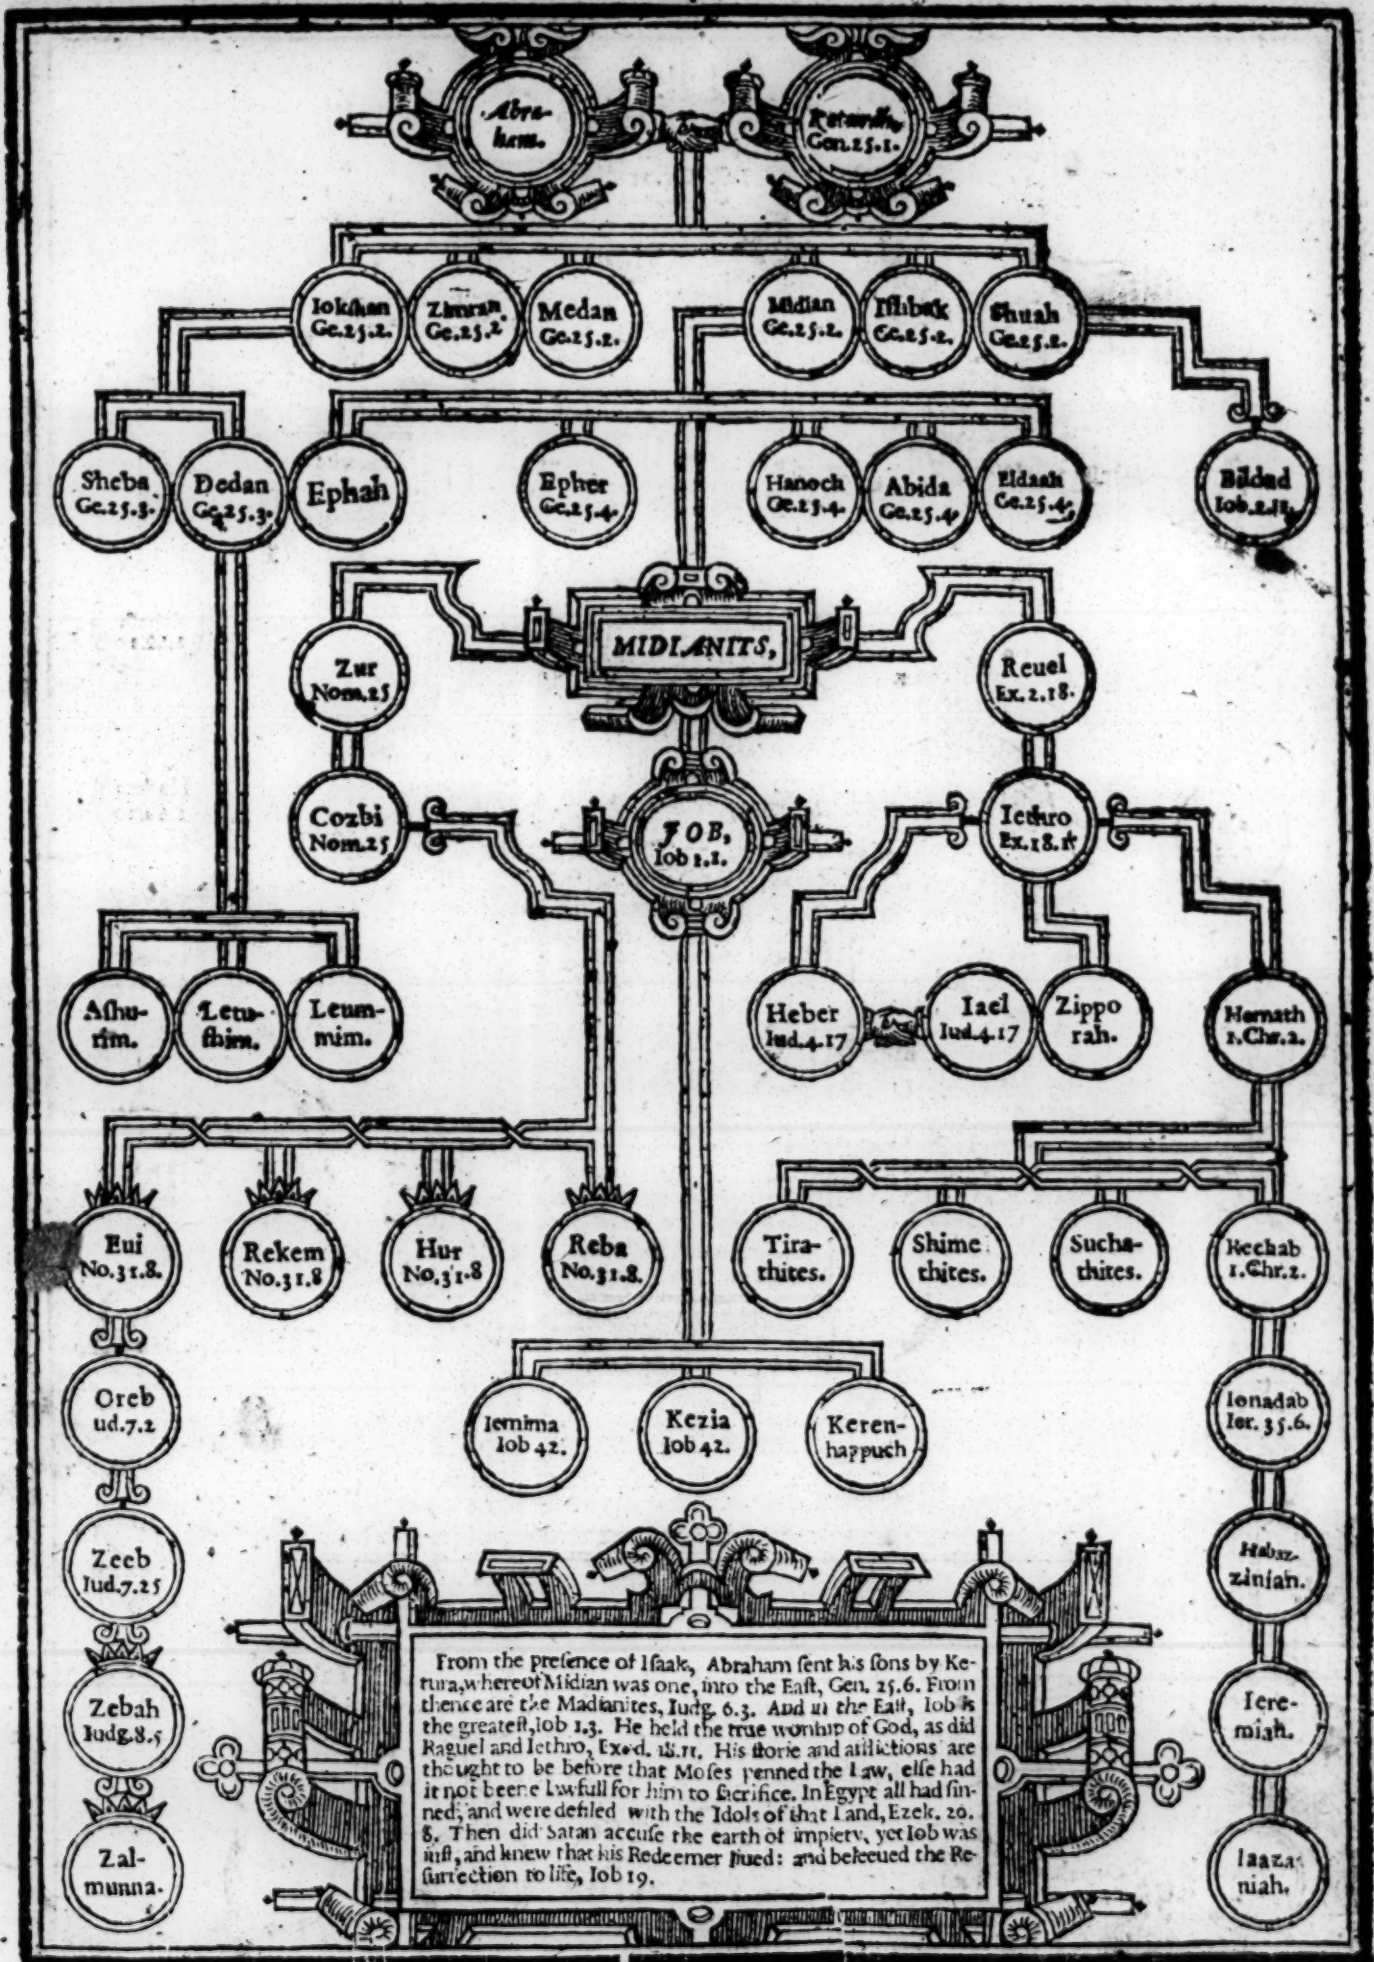 Abra-
ham.
Gen.25.1.
Iokshan
Ge.25.2.
Zimran
Ge.25.2
Medan
Ge.25.2.
Midian
Ge.25.2.
Iſhbak
Ge.25.2.
Shuah
Ge.25.2.
Sheba
Ge.25.3.
Dedan
Ge.25.3.
Ephah
Epher
Ge.25.4.
Hanoch
Ge.25.4.
Abida
Ge.25.4
Eldaah
Ge.25.4.
Bildad
Iob.2.11.
Zur
Nom.25
MIDIANITS,
Reuel
Ex.2.18.
Cozbi
Nom.25
JOB,
Iob 1.1.
Iethro
Ex.18.1
Aſhu-
rim.
Letu-
ſhim.
Leum-
mim.
Heber
Iud.4.17
Iael
Iud.4.17
Zippo
rah.
Hemath
1.Chr.2.
Eui
No.31.8.
Rekem
No.31.8
Hur
No.31.8
Reba
No.31.8.
Tira-
thites.
Shime
thites.
Sucha-
thites.
Rechab
1.Chr.2.
Oreb
ud.7.2
Iemima
Iob 42.
Kezia
Iob 42.
Keren-
happuch
Ionadab
Ier.35.6.
Zeeb
Iud.7.25
Habaz-
ziniah.
Zebah
Iudg.8.5
Iere-
miah.
Zal-
munna.
Iaaza-
niah.
From the preſence of Iſaak, Abraham ſent his ſons by Ke-
tura, whereof Midian was one, into the Eaſt, Gen. 25.6. From
thence are the Madianites, Iudg. 6.3. And in the Eaſt, Iob is
the greateſt, Iob 1.3. He held the true worſhip of God, as did
Raguel and Iethro, Exod. 18.11. His ſtorie and afflictions are
thought to be before that Moſes penned the Law, elſe had
it not beene lawfull for him to ſacrifice. In Egypt all had ſin-
ned, and were defiled with the Idols of that Land, Ezek. 20.
8. Then did Satan accuſe the earth of impiety, yet Iob was
iuſt, and knew that his Redeemer liued: and beleeued the Re-
ſurrection to life, Iob 19.